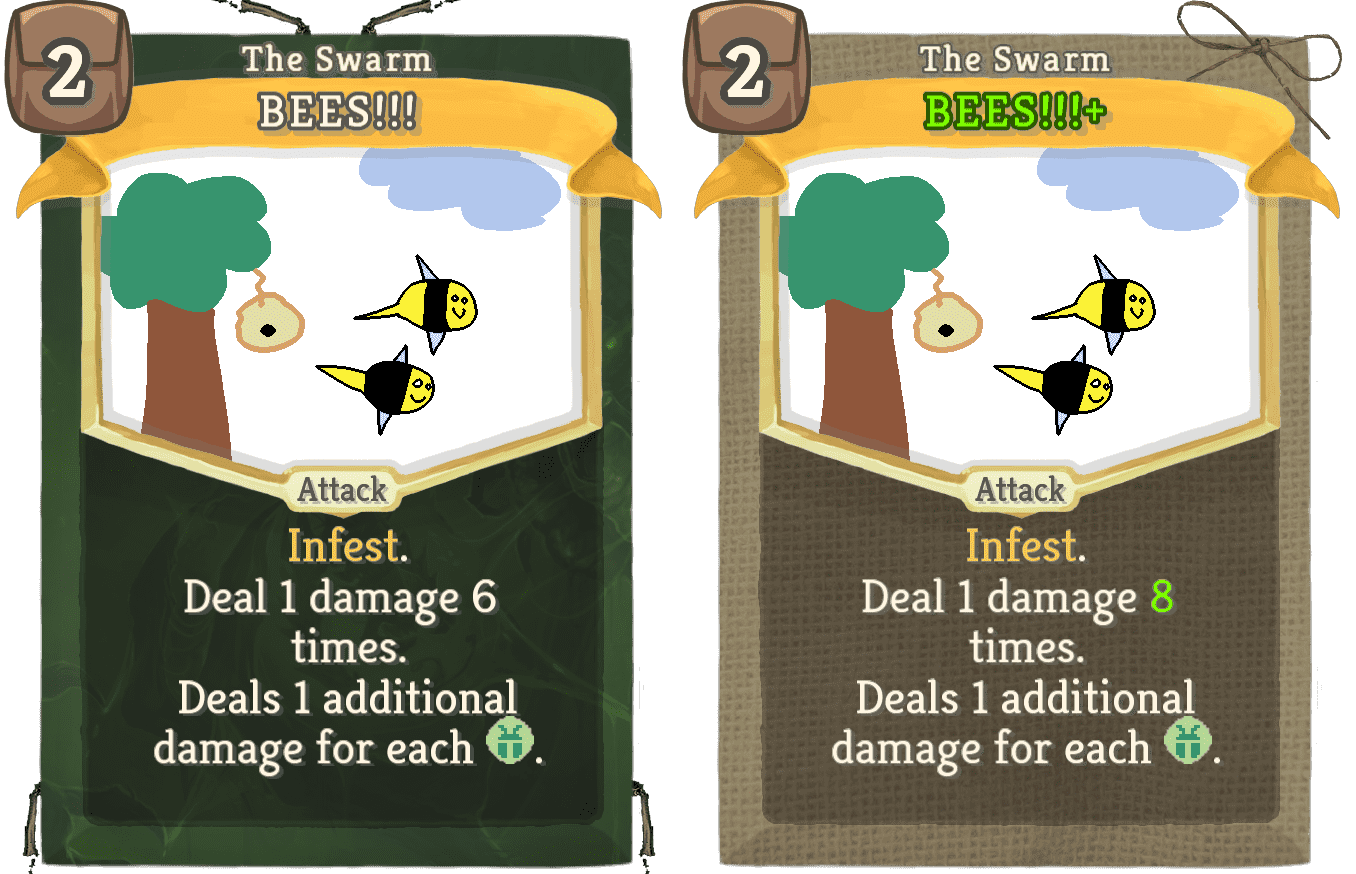 2
The Swarm
BEES!!!
Attack
Infest.
Deal 1 damage 6
times.
Deals 1 additional
damage for each .
2
The Swarm
BEES!!!+
Attack
Infest.
Deal 1 damage 8
times.
Deals 1 additional
damage for each .